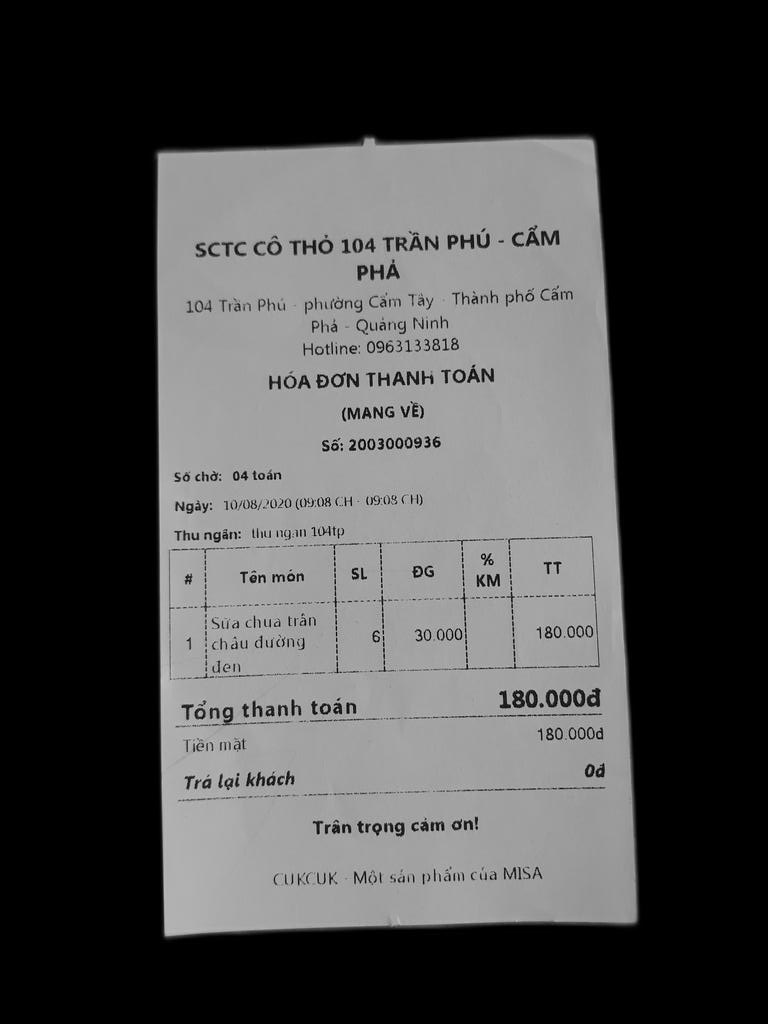 SCTC CÔ THỎ 104 TRẦN PHÚ - CẨM
PHẢ
104 Trần Phú - phường Cẩm Tây - Thành phố Cẩm
Phả - Quảng Ninh
Hotline: 0963133818
HÓA ĐƠN THANH TOÁN
(MANG VỀ)
Số: 2003000936
Số chờ: 04 toán
Ngày: 10/08/2020 (09:08 CH - 09:08 CH)
Thu ngân: thu ngan 104tp
# Tên món SL ĐG % KM TT
1 Sữa chua trân châu đường đen 6 30.000 180.000
Tổng thanh toán 180.000đ
Tiền mặt 180.000đ
Trả lại khách 0đ
Trân trọng cảm ơn!
CUKCUK - Một sản phẩm của MISA